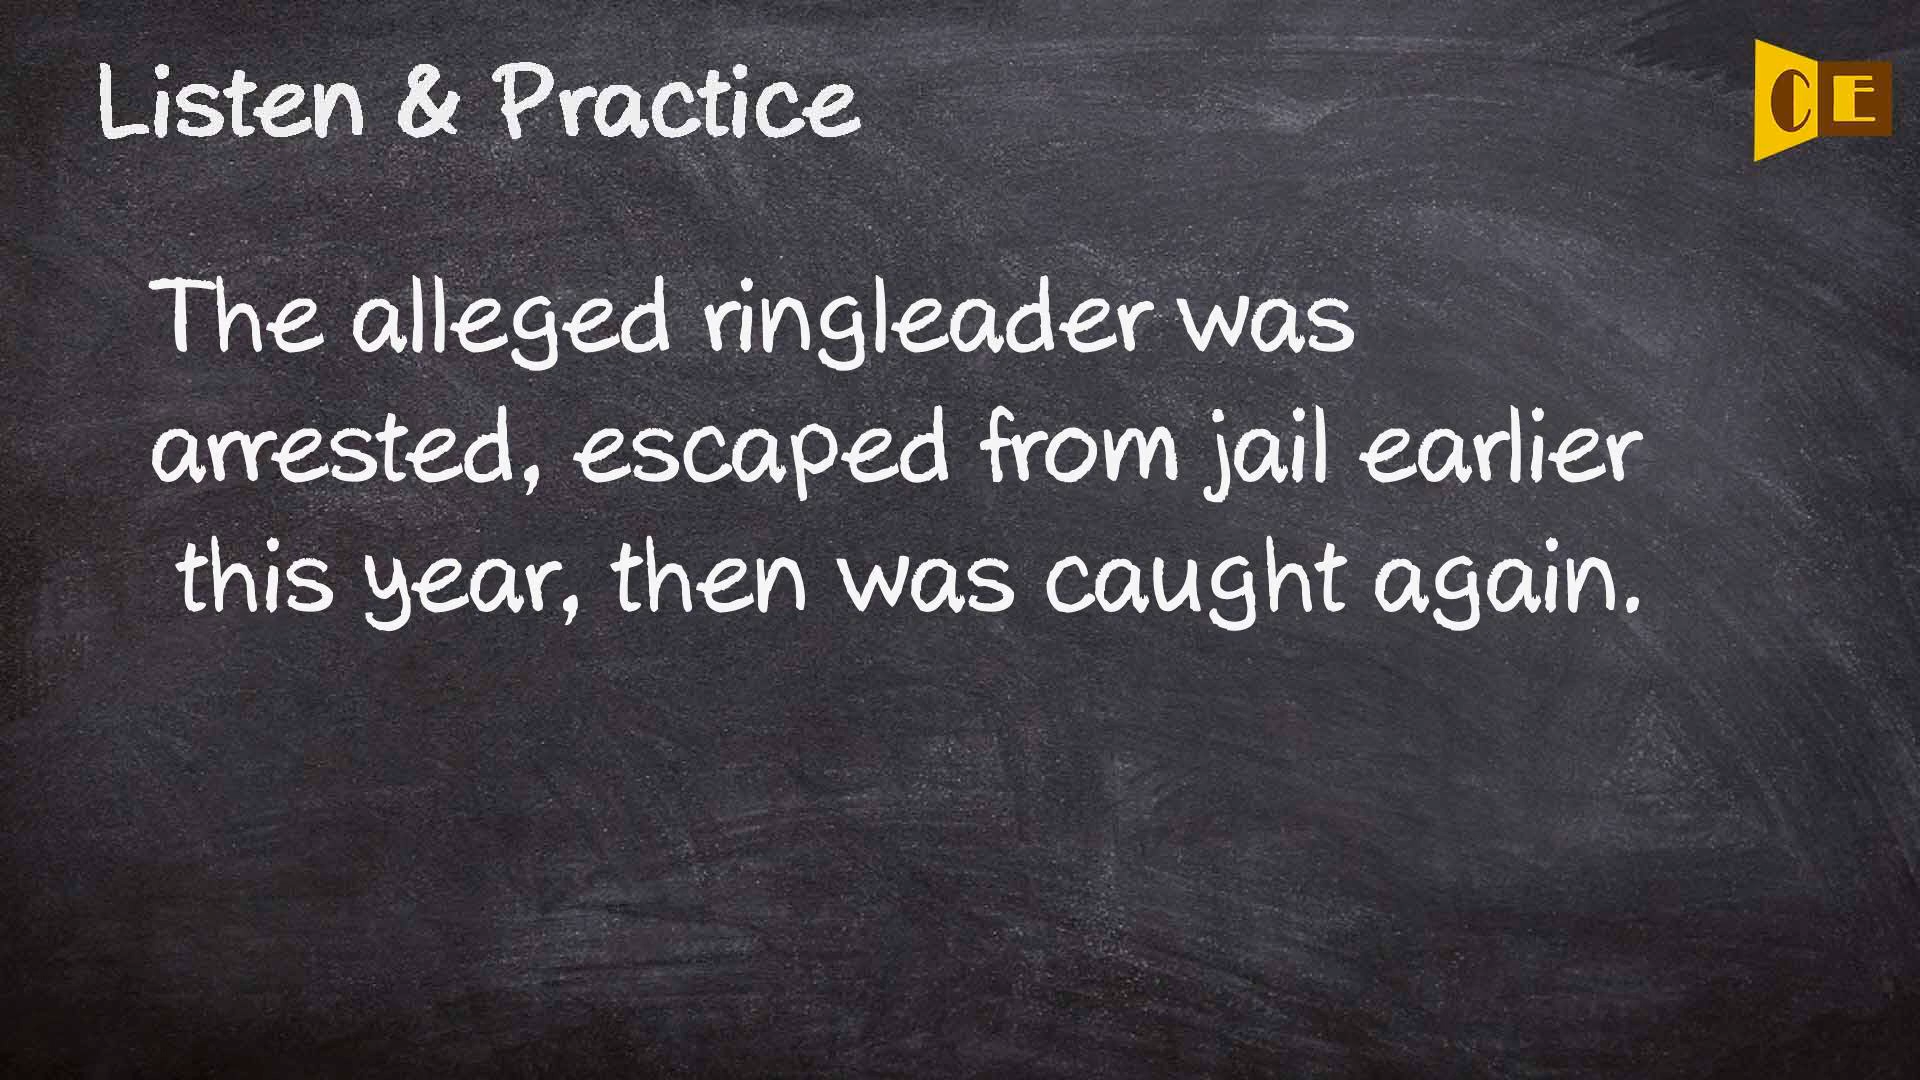 Listen & Practice
CE
The alleged ringleader was
arrested, escaped from jail earlier
this year, then was caught again.